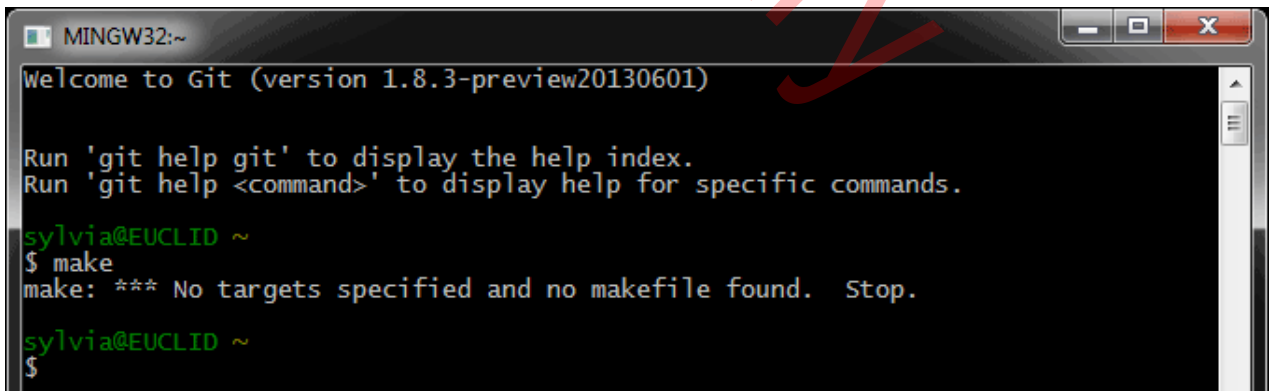 MINGW32:~
Welcome to Git (version 1.8.3-preview20130601)
Run 'git help git' to display the help index.
Run 'git help <command>' to display help for specific commands.
sylvia@EUCLID ~
$ make
make: *** No targets specified and no makefile found.  Stop.
sylvia@EUCLID ~
$